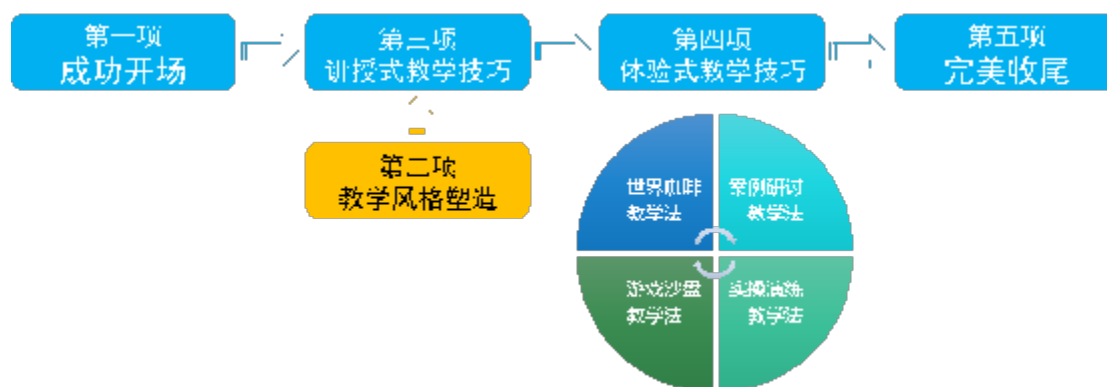 第一项
成功开场
第三项
讲授式教学技巧
第四项
体验式教学技巧
第五项
完美收尾
第二项
教学风格塑造
世界咖啡
教学法
案例研讨
教学法
游戏沙盘
教学法
实操演练
教学法